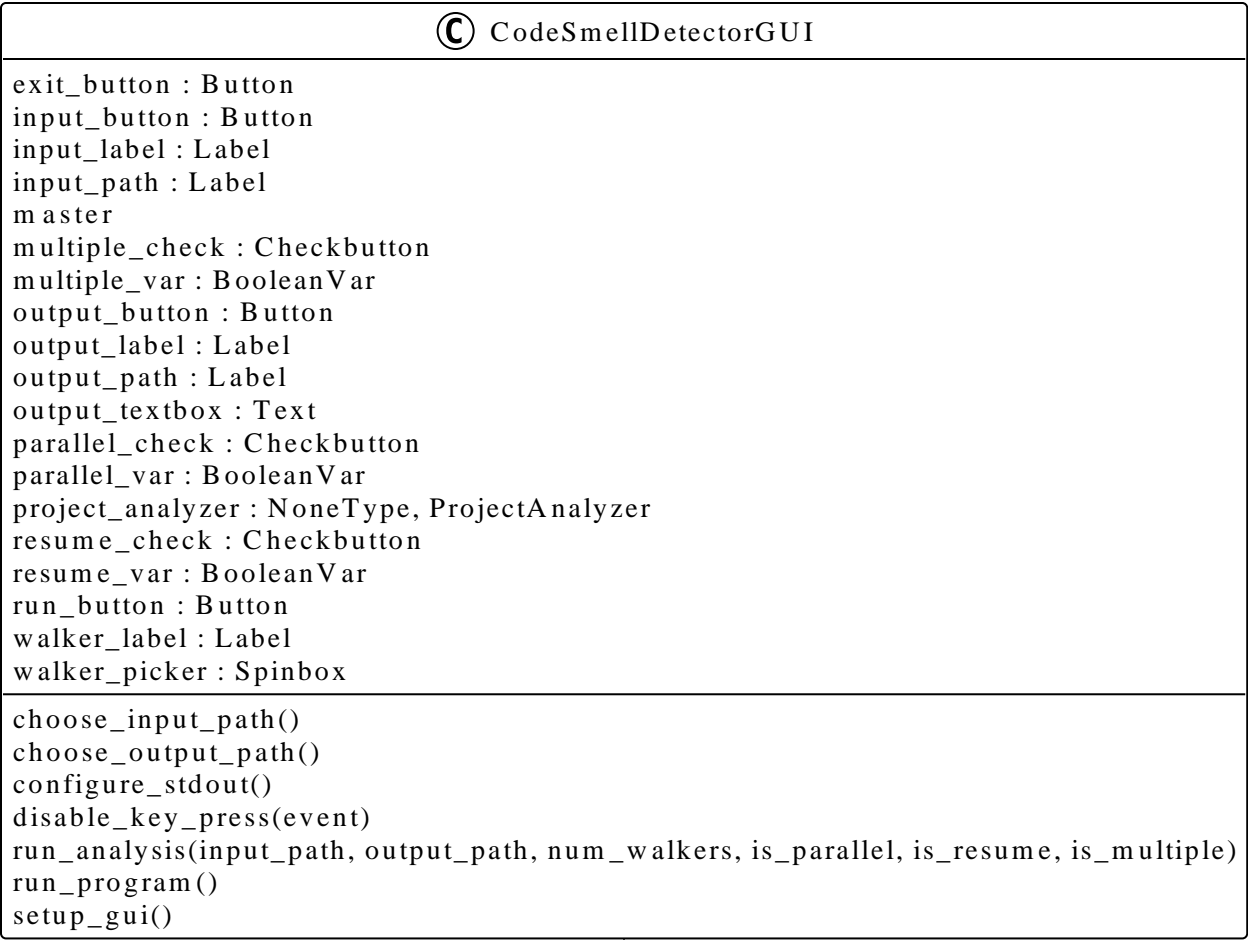 C CodeSmellDetectorGUI
exit_button : Button
input_button : Button
input_label : Label
input_path : Label
master
multiple_check : Checkbutton
multiple_var : BooleanVar
output_button : Button
output_label : Label
output_path : Label
output_textbox : Text
parallel_check : Checkbutton
parallel_var : BooleanVar
project_analyzer : NoneType, ProjectAnalyzer
resume_check : Checkbutton
resume_var : BooleanVar
run_button : Button
walker_label : Label
walker_picker : Spinbox
choose_input_path()
choose_output_path()
configure_stdout()
disable_key_press(event)
run_analysis(input_path, output_path, num_walkers, is_parallel, is_resume, is_multiple)
run_program()
setup_gui()